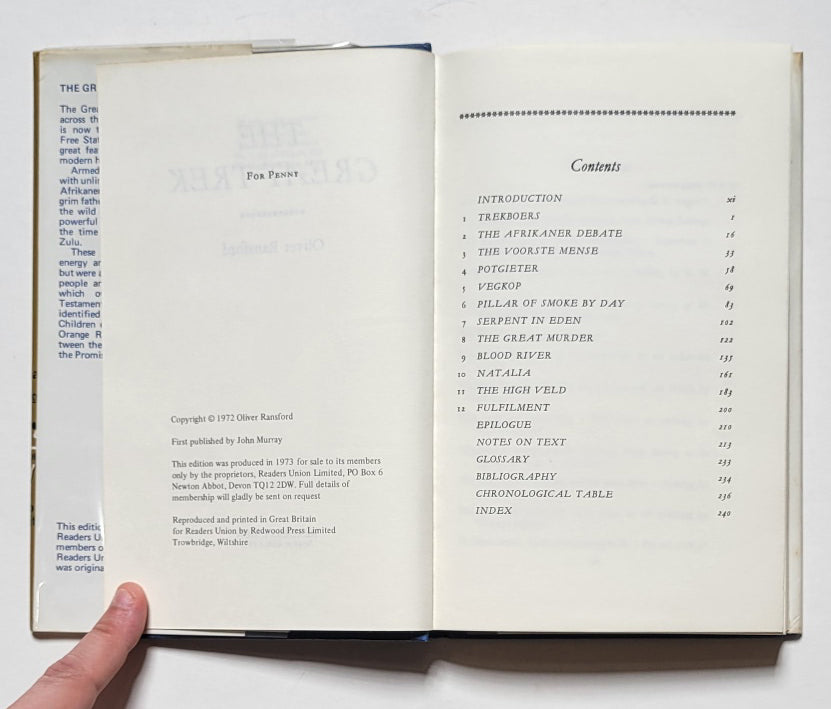 THE GR
The Grea
across th
is now t
Free Stat
great fea
modern h
Armed
with unli
Afrikaner
grim fath
the wild
powerful
the time
Zulu.
These
energy an
but were a
people an
which o
Testamen
identified
Children
Orange R
tween the
the Promi
This editio
Readers U
members o
Readers Un
was origina
FOR PENNY
Copyright © 1972 Oliver Ransford
First published by John Murray
This edition was produced in 1973 for sale to its members
only by the proprietors, Readers Union Limited, PO Box 6
Newton Abbot, Devon TQ12 2DW. Full details of
membership will gladly be sent on request
Reproduced and printed in Great Britain
for Readers Union by Redwood Press Limited
Trowbridge, Wiltshire
Contents
INTRODUCTION xi
1 TREKBOERS 1
2 THE AFRIKANER DEBATE 16
3 THE VOORSTE MENSE 33
4 POTGIETER 58
5 VEGKOP 69
6 PILLAR OF SMOKE BY DAY 83
7 SERPENT IN EDEN 102
8 THE GREAT MURDER 122
9 BLOOD RIVER 135
10 NATALIA 161
11 THE HIGH VELD 183
12 FULFILMENT 200
EPILOGUE 210
NOTES ON TEXT 213
GLOSSARY 233
BIBLIOGRAPHY 234
CHRONOLOGICAL TABLE 236
INDEX 240